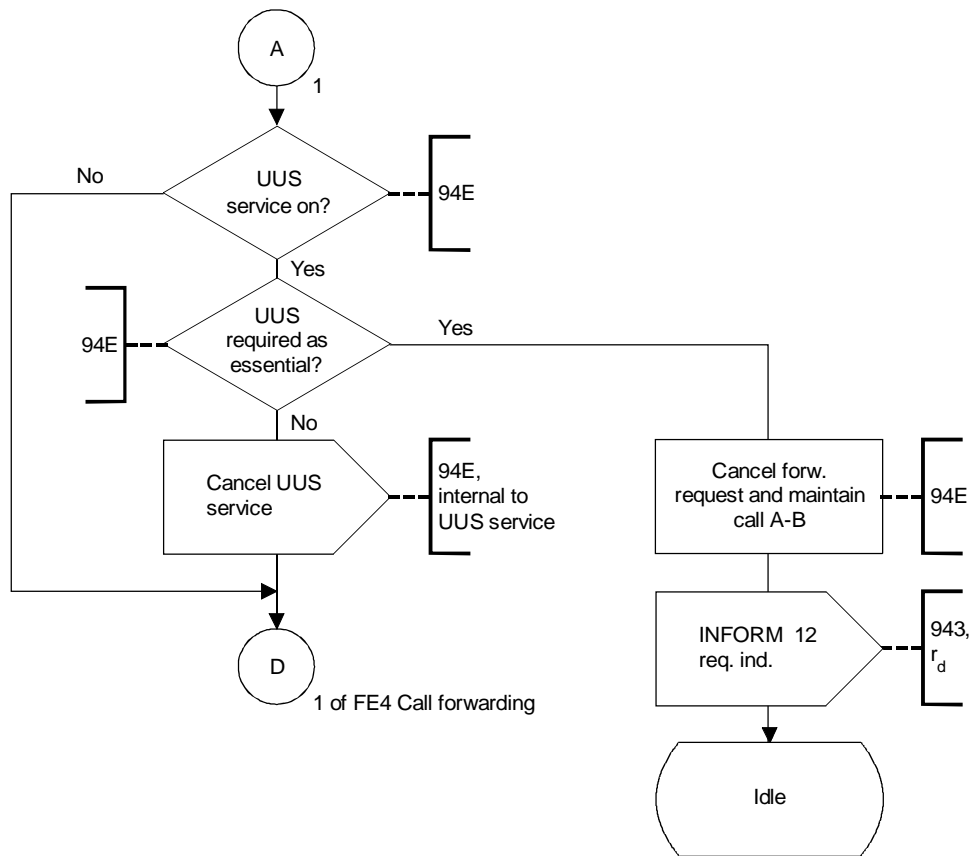 A
1
No
UUS
service on?
94E
Yes
94E
UUS
required as
essential?
Yes
No
Cancel UUS
service
94E,
internal to
UUS service
Cancel forw.
request and maintain
call A-B
94E
INFORM 12
req. ind.
943,
r_d
D
1 of FE4 Call forwarding
Idle